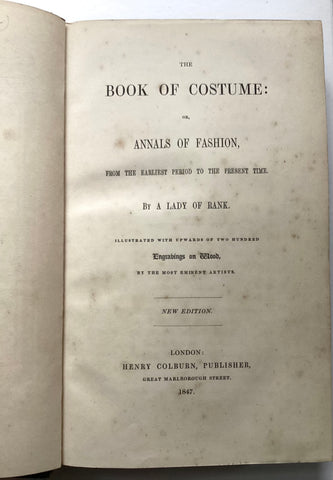 THE
BOOK OF COSTUME:
OR,
ANNALS OF FASHION,
FROM THE EARLIEST PERIOD TO THE PRESENT TIME.
BY A LADY OF RANK.
ILLUSTRATED WITH UPWARDS OF TWO HUNDRED
Engravings on Wood,
BY THE MOST EMINENT ARTISTS.
NEW EDITION.
LONDON:
HENRY COLBURN, PUBLISHER,
GREAT MARLBOROUGH STREET.
1847.